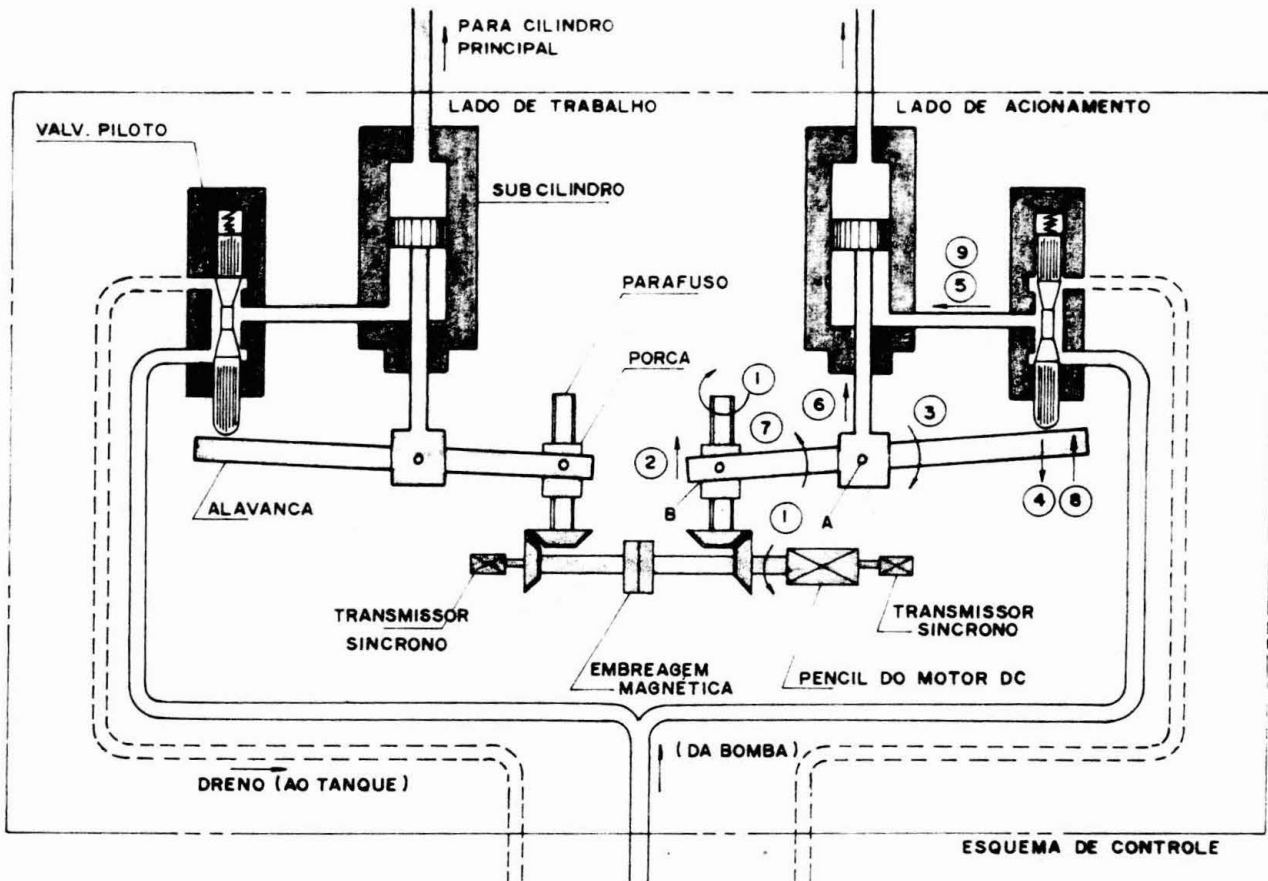 PARA CILINDRO
PRINCIPAL
LADO DE TRABALHO
LADO DE ACIONAMENTO
VALV. PILOTO
SUB CILINDRO
PARAFUSO
PORCA
9
5
1
6
3
7
2
4
8
ALAVANCA
B
1
A
TRANSMISSOR
SINCRONO
TRANSMISSOR
SINCRONO
EMBREAGEM
MAGNÉTICA
PENCIL DO MOTOR DC
(DA BOMBA)
DRENO (AO TANQUE)
ESQUEMA DE CONTROLE